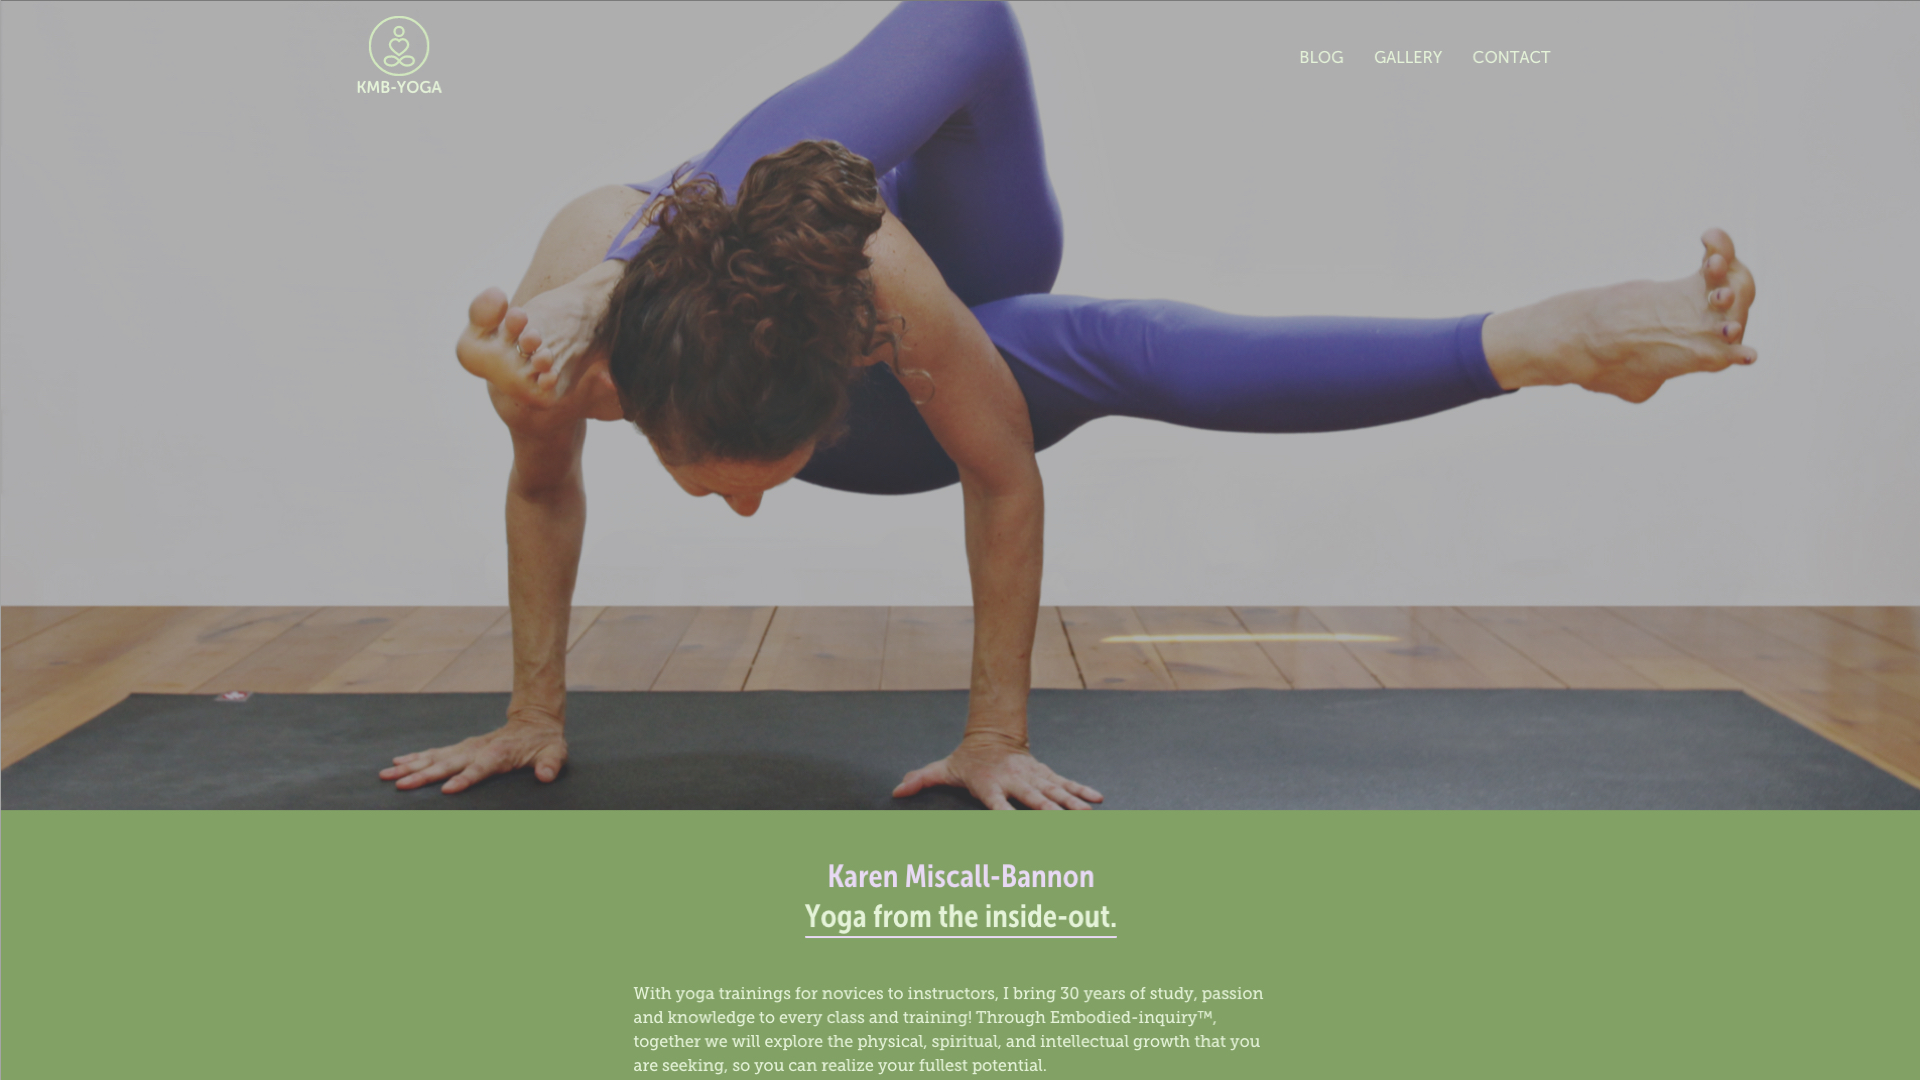 KMB-YOGA
BLOG GALLERY CONTACT
Karen Miscall-Bannon
Yoga from the inside-out.
With yoga trainings for novices to instructors, I bring 30 years of study, passion
and knowledge to every class and training! Through Embodied-inquiry™,
together we will explore the physical, spiritual, and intellectual growth that you
are seeking, so you can realize your fullest potential.